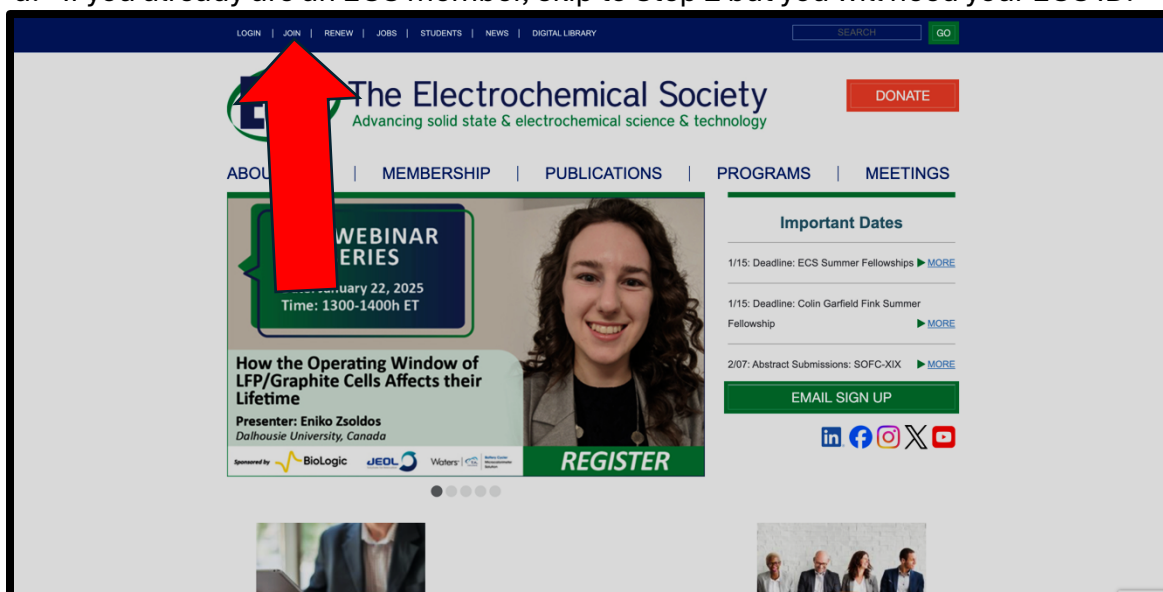 a. If you already are an ECS member, skip to Step 2 but you will need your ECS ID.
LOGIN | JOIN | RENEW | JOBS | STUDENTS | NEWS | DIGITAL LIBRARY
SEARCH
GO
The Electrochemical Society
Advancing solid state & electrochemical science & technology
DONATE
ABOU | MEMBERSHIP | PUBLICATIONS | PROGRAMS | MEETINGS
WEBINAR
ERIES
uary 22, 2025
Time: 1300-1400h ET
How the Operating Window of
LFP/Graphite Cells Affects their
Lifetime
Presenter: Eniko Zsoldos
Dalhousie University, Canada
Sponsored by BioLogic JEOL Waters
REGISTER
Important Dates
1/15: Deadline: ECS Summer Fellowships MORE
1/15: Deadline: Colin Garfield Fink Summer
Fellowship MORE
2/07: Abstract Submissions: SOFC-XIX MORE
EMAIL SIGN UP